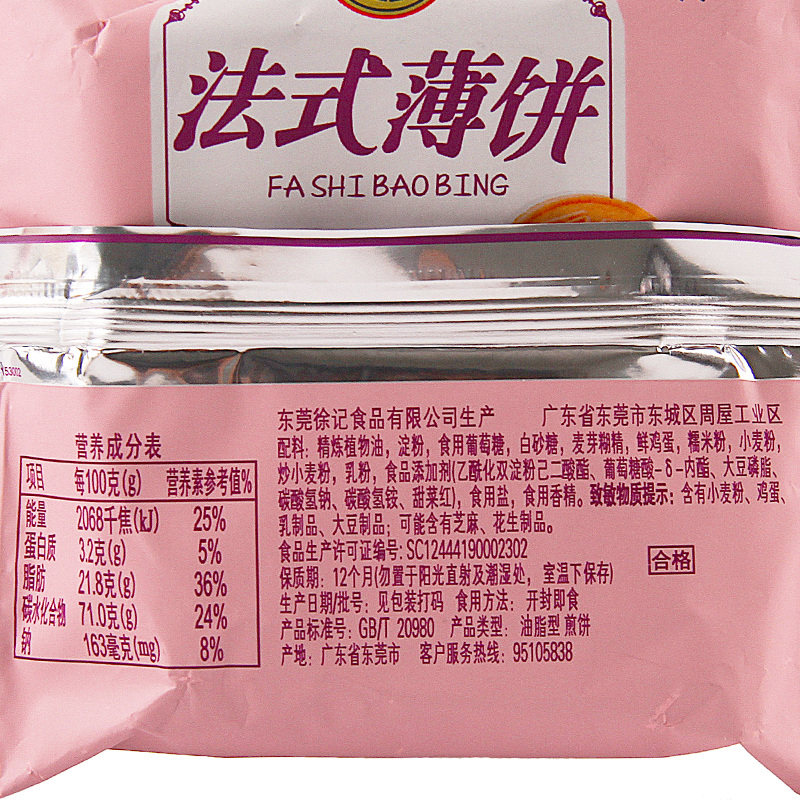 法式薄饼
FA SHI BAO BING
153002
东莞徐记食品有限公司生产 广东省东莞市东城区周屋工业区
配料：精炼植物油，淀粉，食用葡萄糖，白砂糖，麦芽糊精，鲜鸡蛋，糯米粉，小麦粉，
炒小麦粉，乳粉，食品添加剂(乙酰化双淀粉己二酸酯、葡萄糖酸-δ-内酯、大豆磷脂、
碳酸氢钠、碳酸氢铵、甜菜红)，食用盐，食用香精。致敏物质提示：含有小麦粉、鸡蛋、
乳制品、大豆制品；可能含有芝麻、花生制品。
食品生产许可证编号：SC12444190002302
保质期：12个月(勿置于阳光直射及潮湿处，室温下保存)
生产日期/批号：见包装打码 食用方法：开封即食
产品标准号：GB/T 20980 产品类型：油脂型 煎饼
产地：广东省东莞市 客户服务热线：95105838
合格
营养成分表
项目 每100克(g) 营养素参考值%
能量 2068千焦(kJ) 25%
蛋白质 3.2克(g) 5%
脂肪 21.8克(g) 36%
碳水化合物 71.0克(g) 24%
钠 163毫克(mg) 8%